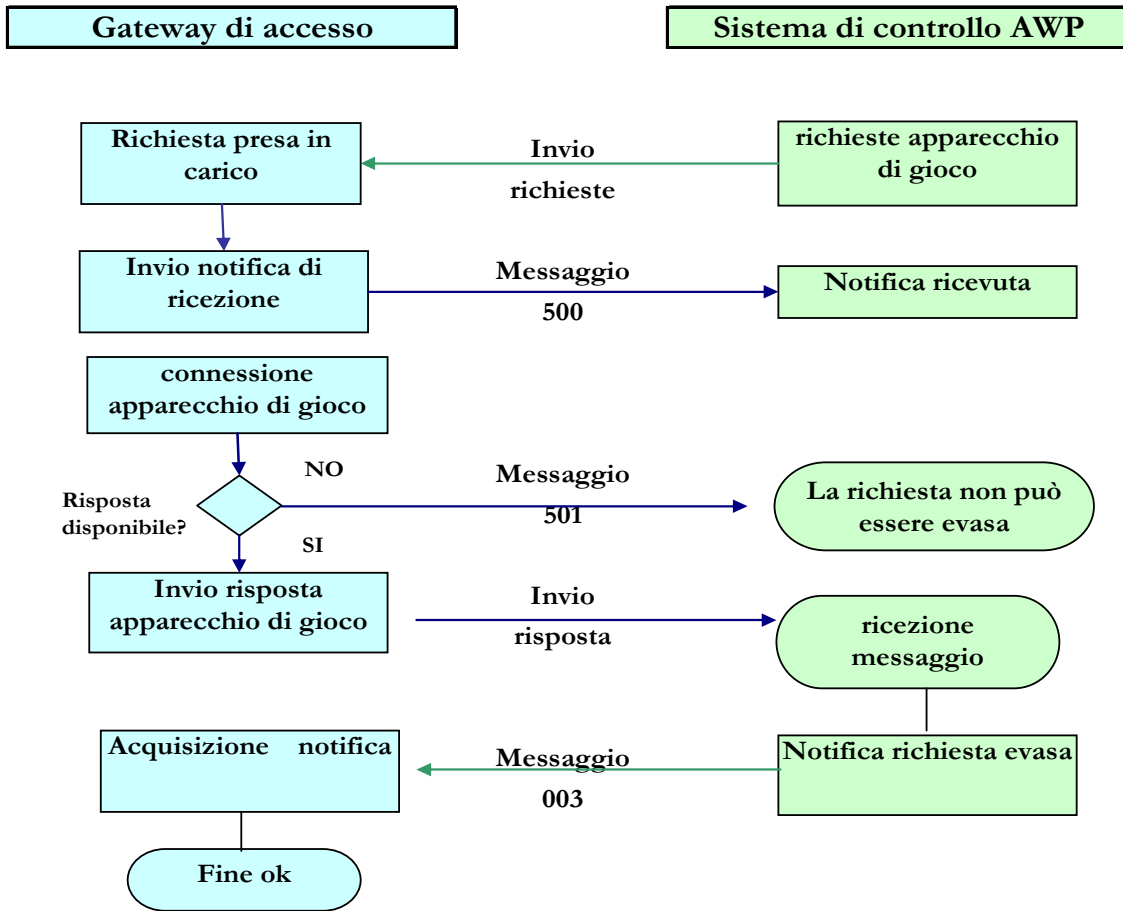 Gateway di accesso
Sistema di controllo AWP
Richiesta presa in
carico
Invio
richieste
richieste apparecchio
di gioco
Invio notifica di
ricezione
Messaggio
500
Notifica ricevuta
connessione
apparecchio di gioco
Risposta
disponibile?
NO
SI
Messaggio
501
La richiesta non può
essere evasa
Invio risposta
apparecchio di gioco
Invio
risposta
ricezione
messaggio
Acquisizione notifica
Messaggio
003
Notifica richiesta evasa
Fine ok